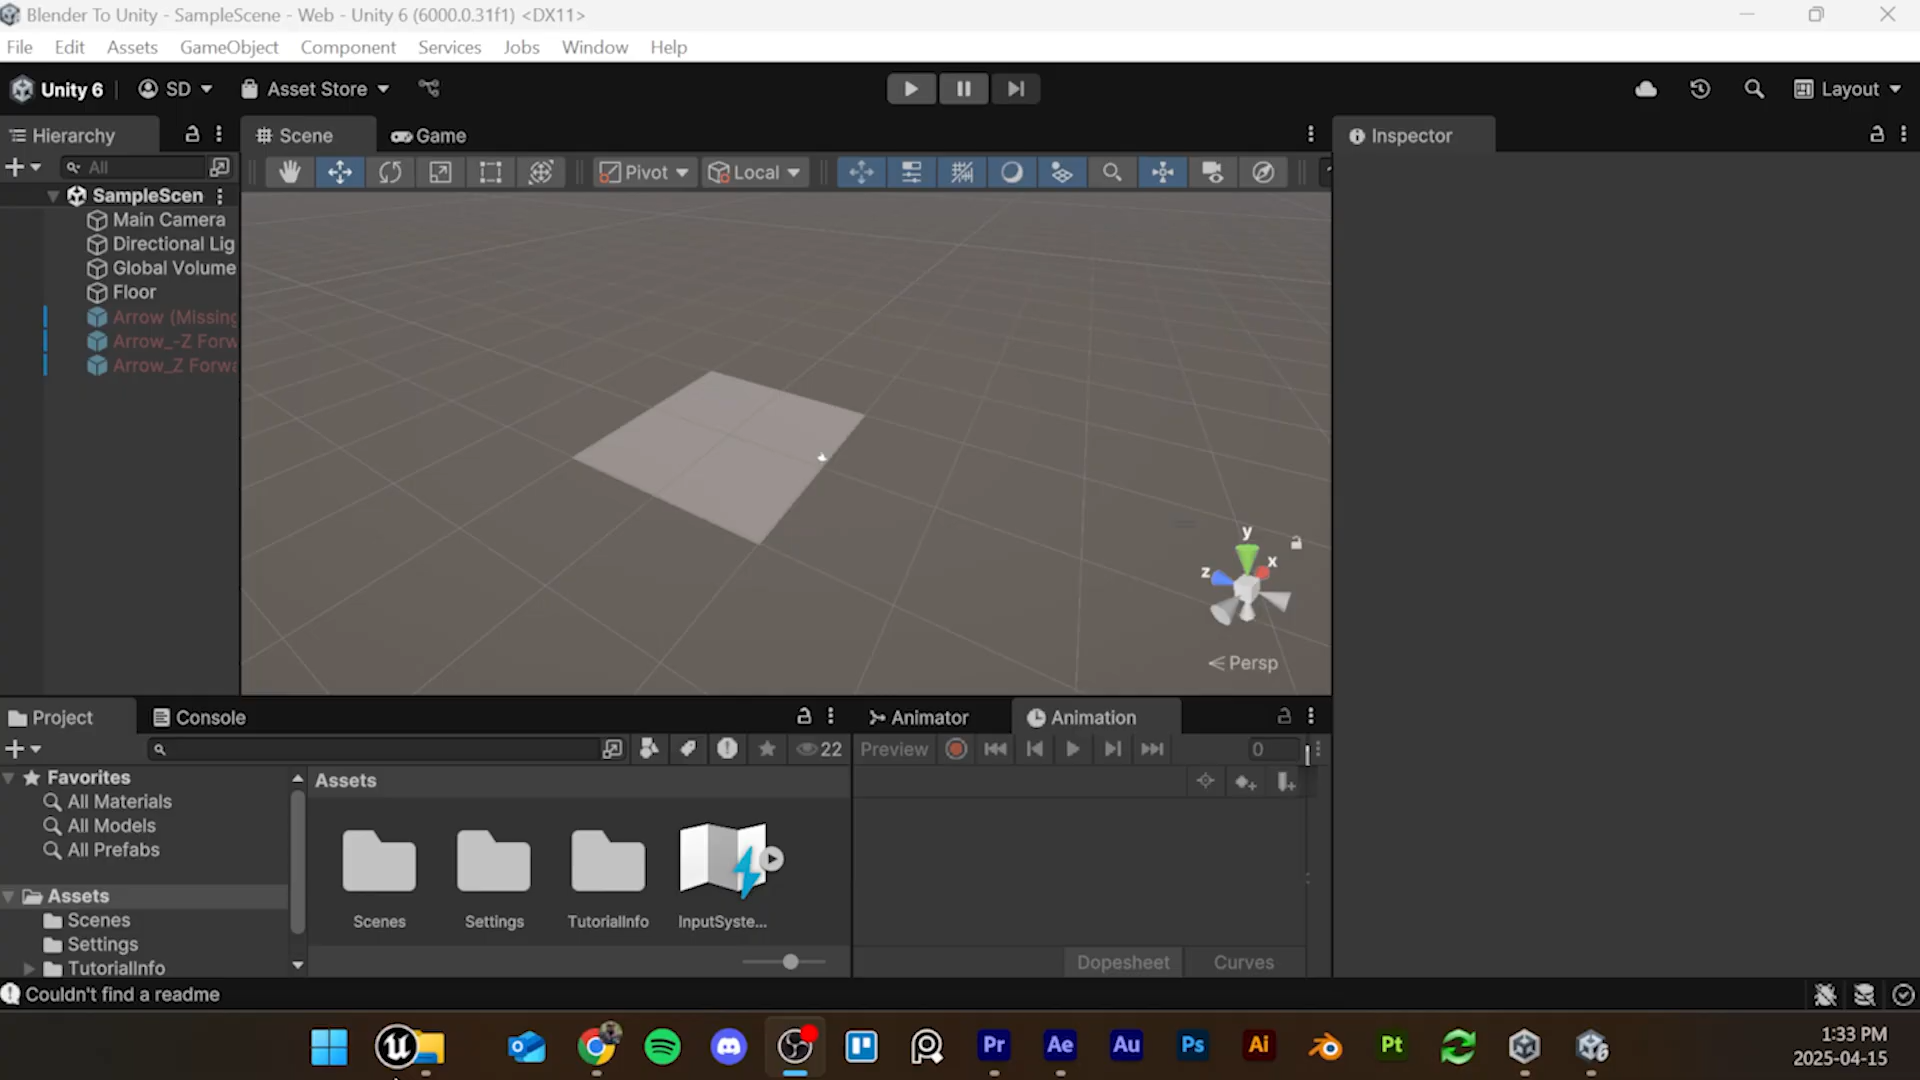 Blender To Unity - SampleScene - Web - Unity 6 (6000.0.31f1) <DX11>
File Edit Assets GameObject Component Services Jobs Window Help
Unity 6 SD Asset Store Layout
Hierarchy Scene Game Inspector
All Pivot Local
SampleScen
Main Camera
Directional Lig
Global Volume
Floor
Arrow (Missing
Arrow_-Z Forw
Arrow_Z Forwa
y
x
z
Persp
Project Console Animator Animation
22 Preview 0
Favorites Assets
All Materials
All Models
All Prefabs
Assets
Scenes
Settings
TutorialInfo
Scenes Settings TutorialInfo InputSyste...
Dopesheet Curves
Couldn't find a readme
Pr Ae Au Ps Ai Pt
1:33 PM
2025-04-15